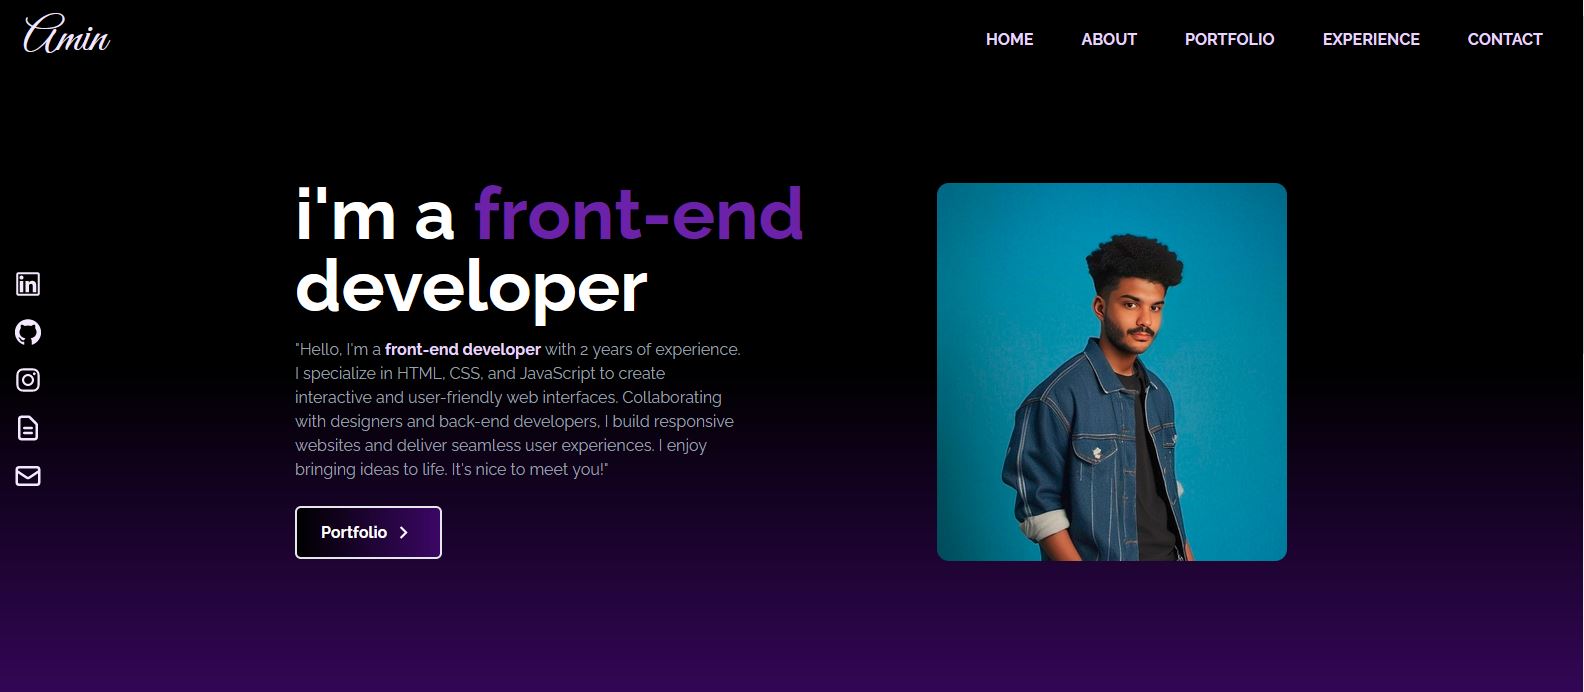 Amin
HOME ABOUT PORTFOLIO EXPERIENCE CONTACT
i'm a front-end
developer
"Hello, I'm a front-end developer with 2 years of experience.
I specialize in HTML, CSS, and JavaScript to create
interactive and user-friendly web interfaces. Collaborating
with designers and back-end developers, I build responsive
websites and deliver seamless user experiences. I enjoy
bringing ideas to life. It's nice to meet you!"
Portfolio
in